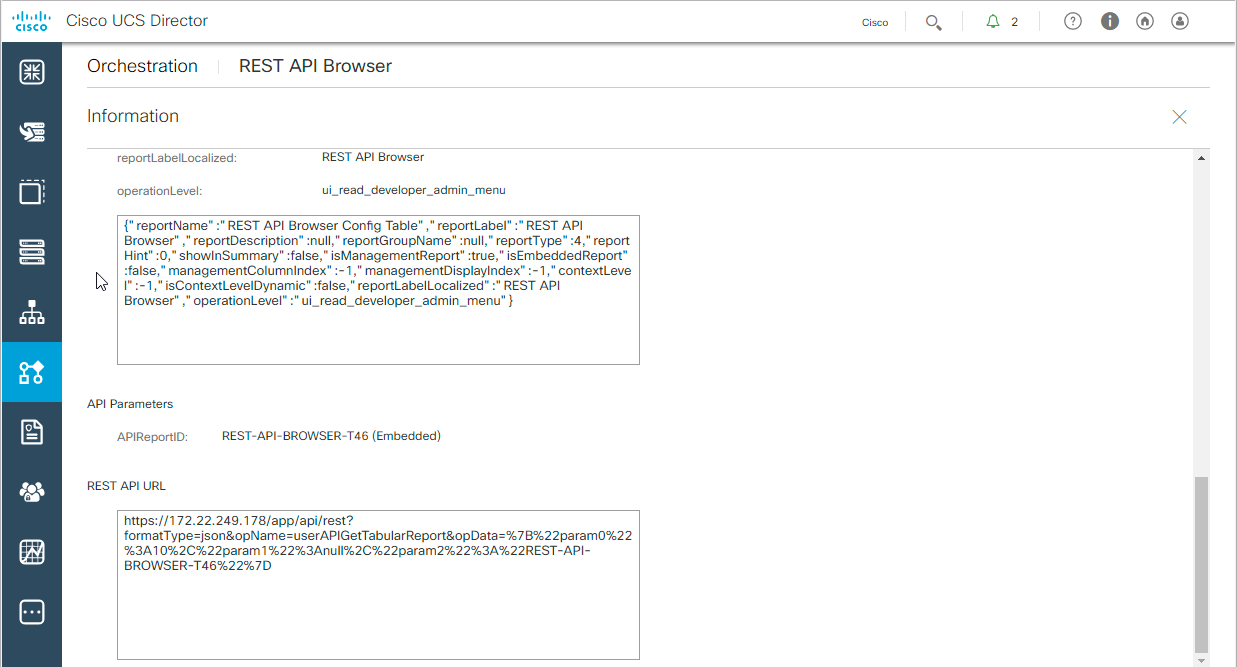 cisco
Cisco UCS Director
Cisco
2
Orchestration
REST API Browser
Information
reportLabelLocalized:
REST API Browser
operationLevel:
ui_read_developer_admin_menu
{"reportName":"REST API Browser Config Table","reportLabel":"REST API
Browser","reportDescription":null,"reportGroupName":null,"reportType":4,"report
Hint":0,"showInSummary":false,"isManagementReport":true,"isEmbeddedReport"
:false,"managementColumnIndex":-1,"managementDisplayIndex":-1,"contextLeve
l":-1,"isContextLevelDynamic":false,"reportLabelLocalized":"REST API
Browser","operationLevel":"ui_read_developer_admin_menu"}
API Parameters
APIReportID:
REST-API-BROWSER-T46 (Embedded)
REST API URL
https://172.22.249.178/app/api/rest?
formatType=json&opName=userAPIGetTabularReport&opData=%7B%22param0%22
%3A10%2C%22param1%22%3Anull%2C%22param2%22%3A%22REST-API-
BROWSER-T46%22%7D